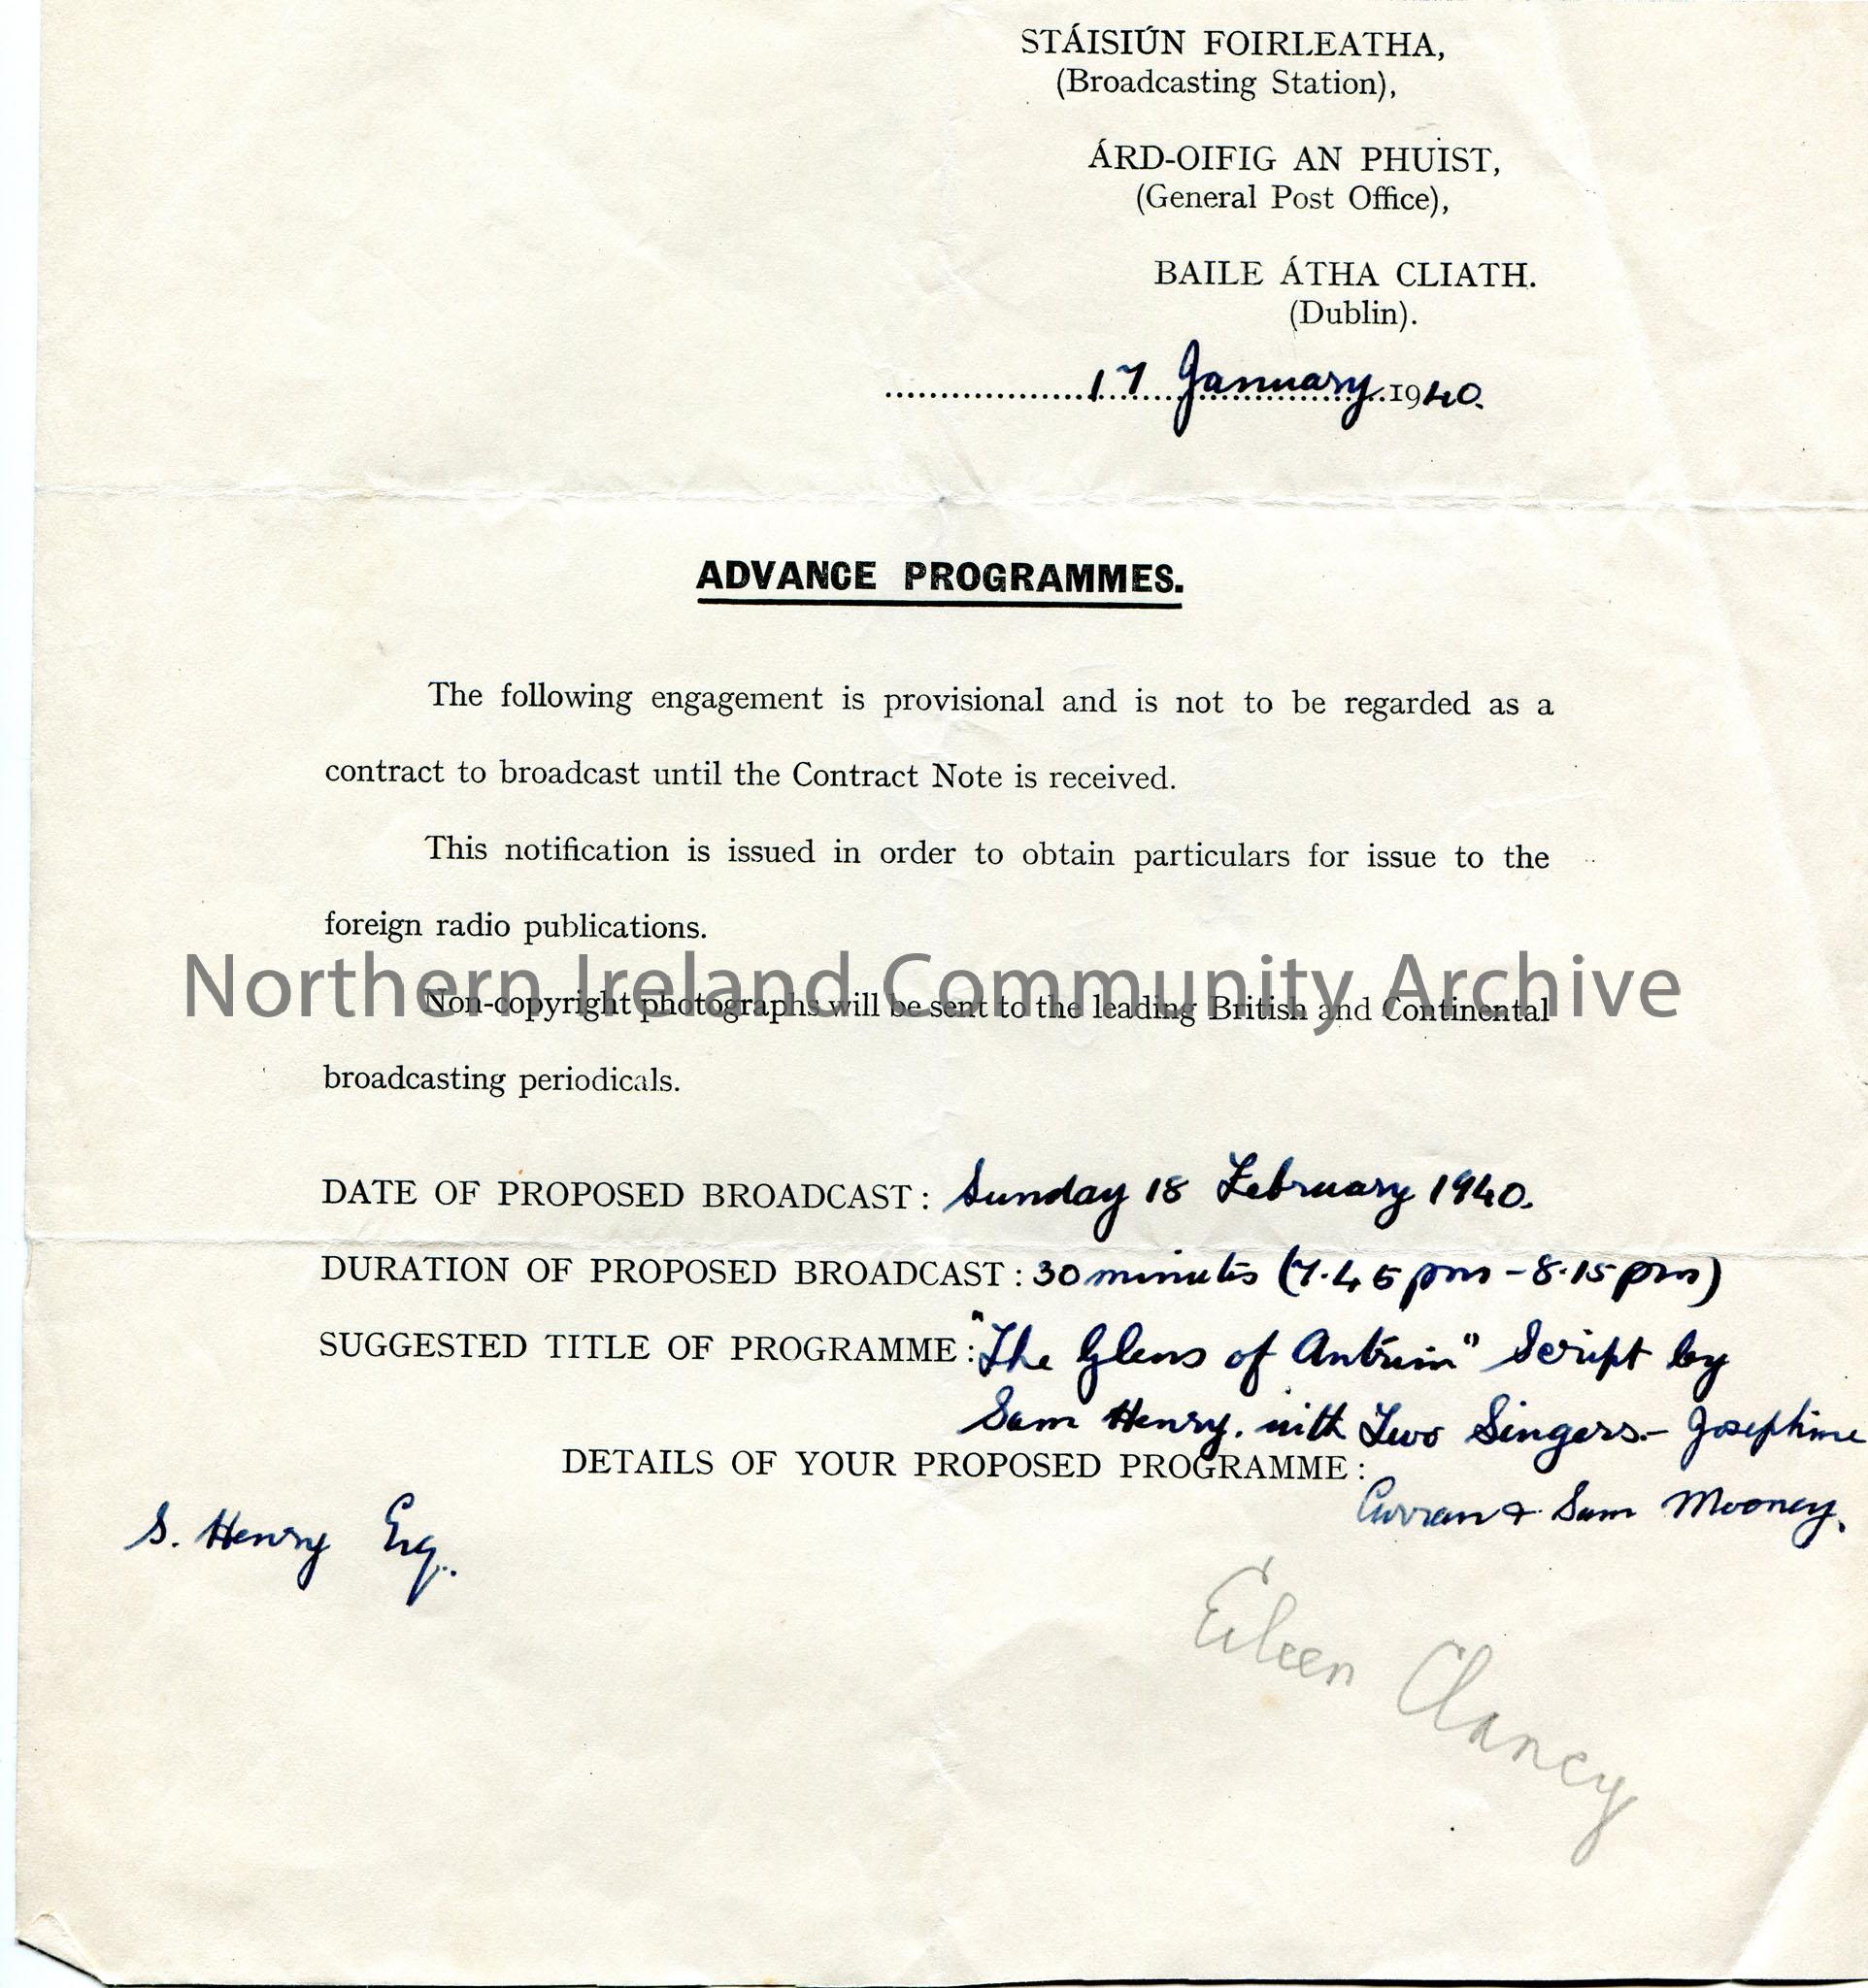 STÁISIÚN FOIRLEATHA,
(Broadcasting Station),
ÁRD-OIFIG AN PHUIST,
(General Post Office),
BAILE ÁTHA CLIATH.
(Dublin).
17 January 1940.
ADVANCE PROGRAMMES.
The following engagement is provisional and is not to be regarded as a
contract to broadcast until the Contract Note is received.
This notification is issued in order to obtain particulars for issue to the
foreign radio publications.
Northern Ireland Community Archive
Non-copyright photographs will be sent to the leading British and Continental
broadcasting periodicals.
DATE OF PROPOSED BROADCAST: Sunday 18 February 1940.
DURATION OF PROPOSED BROADCAST: 30 minutes (7.45 pm - 8.15 pm)
SUGGESTED TITLE OF PROGRAMME: "The Glens of Antrim" Script by
Sam Henry. with Two Singers.- Josephine
DETAILS OF YOUR PROPOSED PROGRAMME:
Curran & Sam Mooney.
S. Henry Esq.
Eileen Clancy